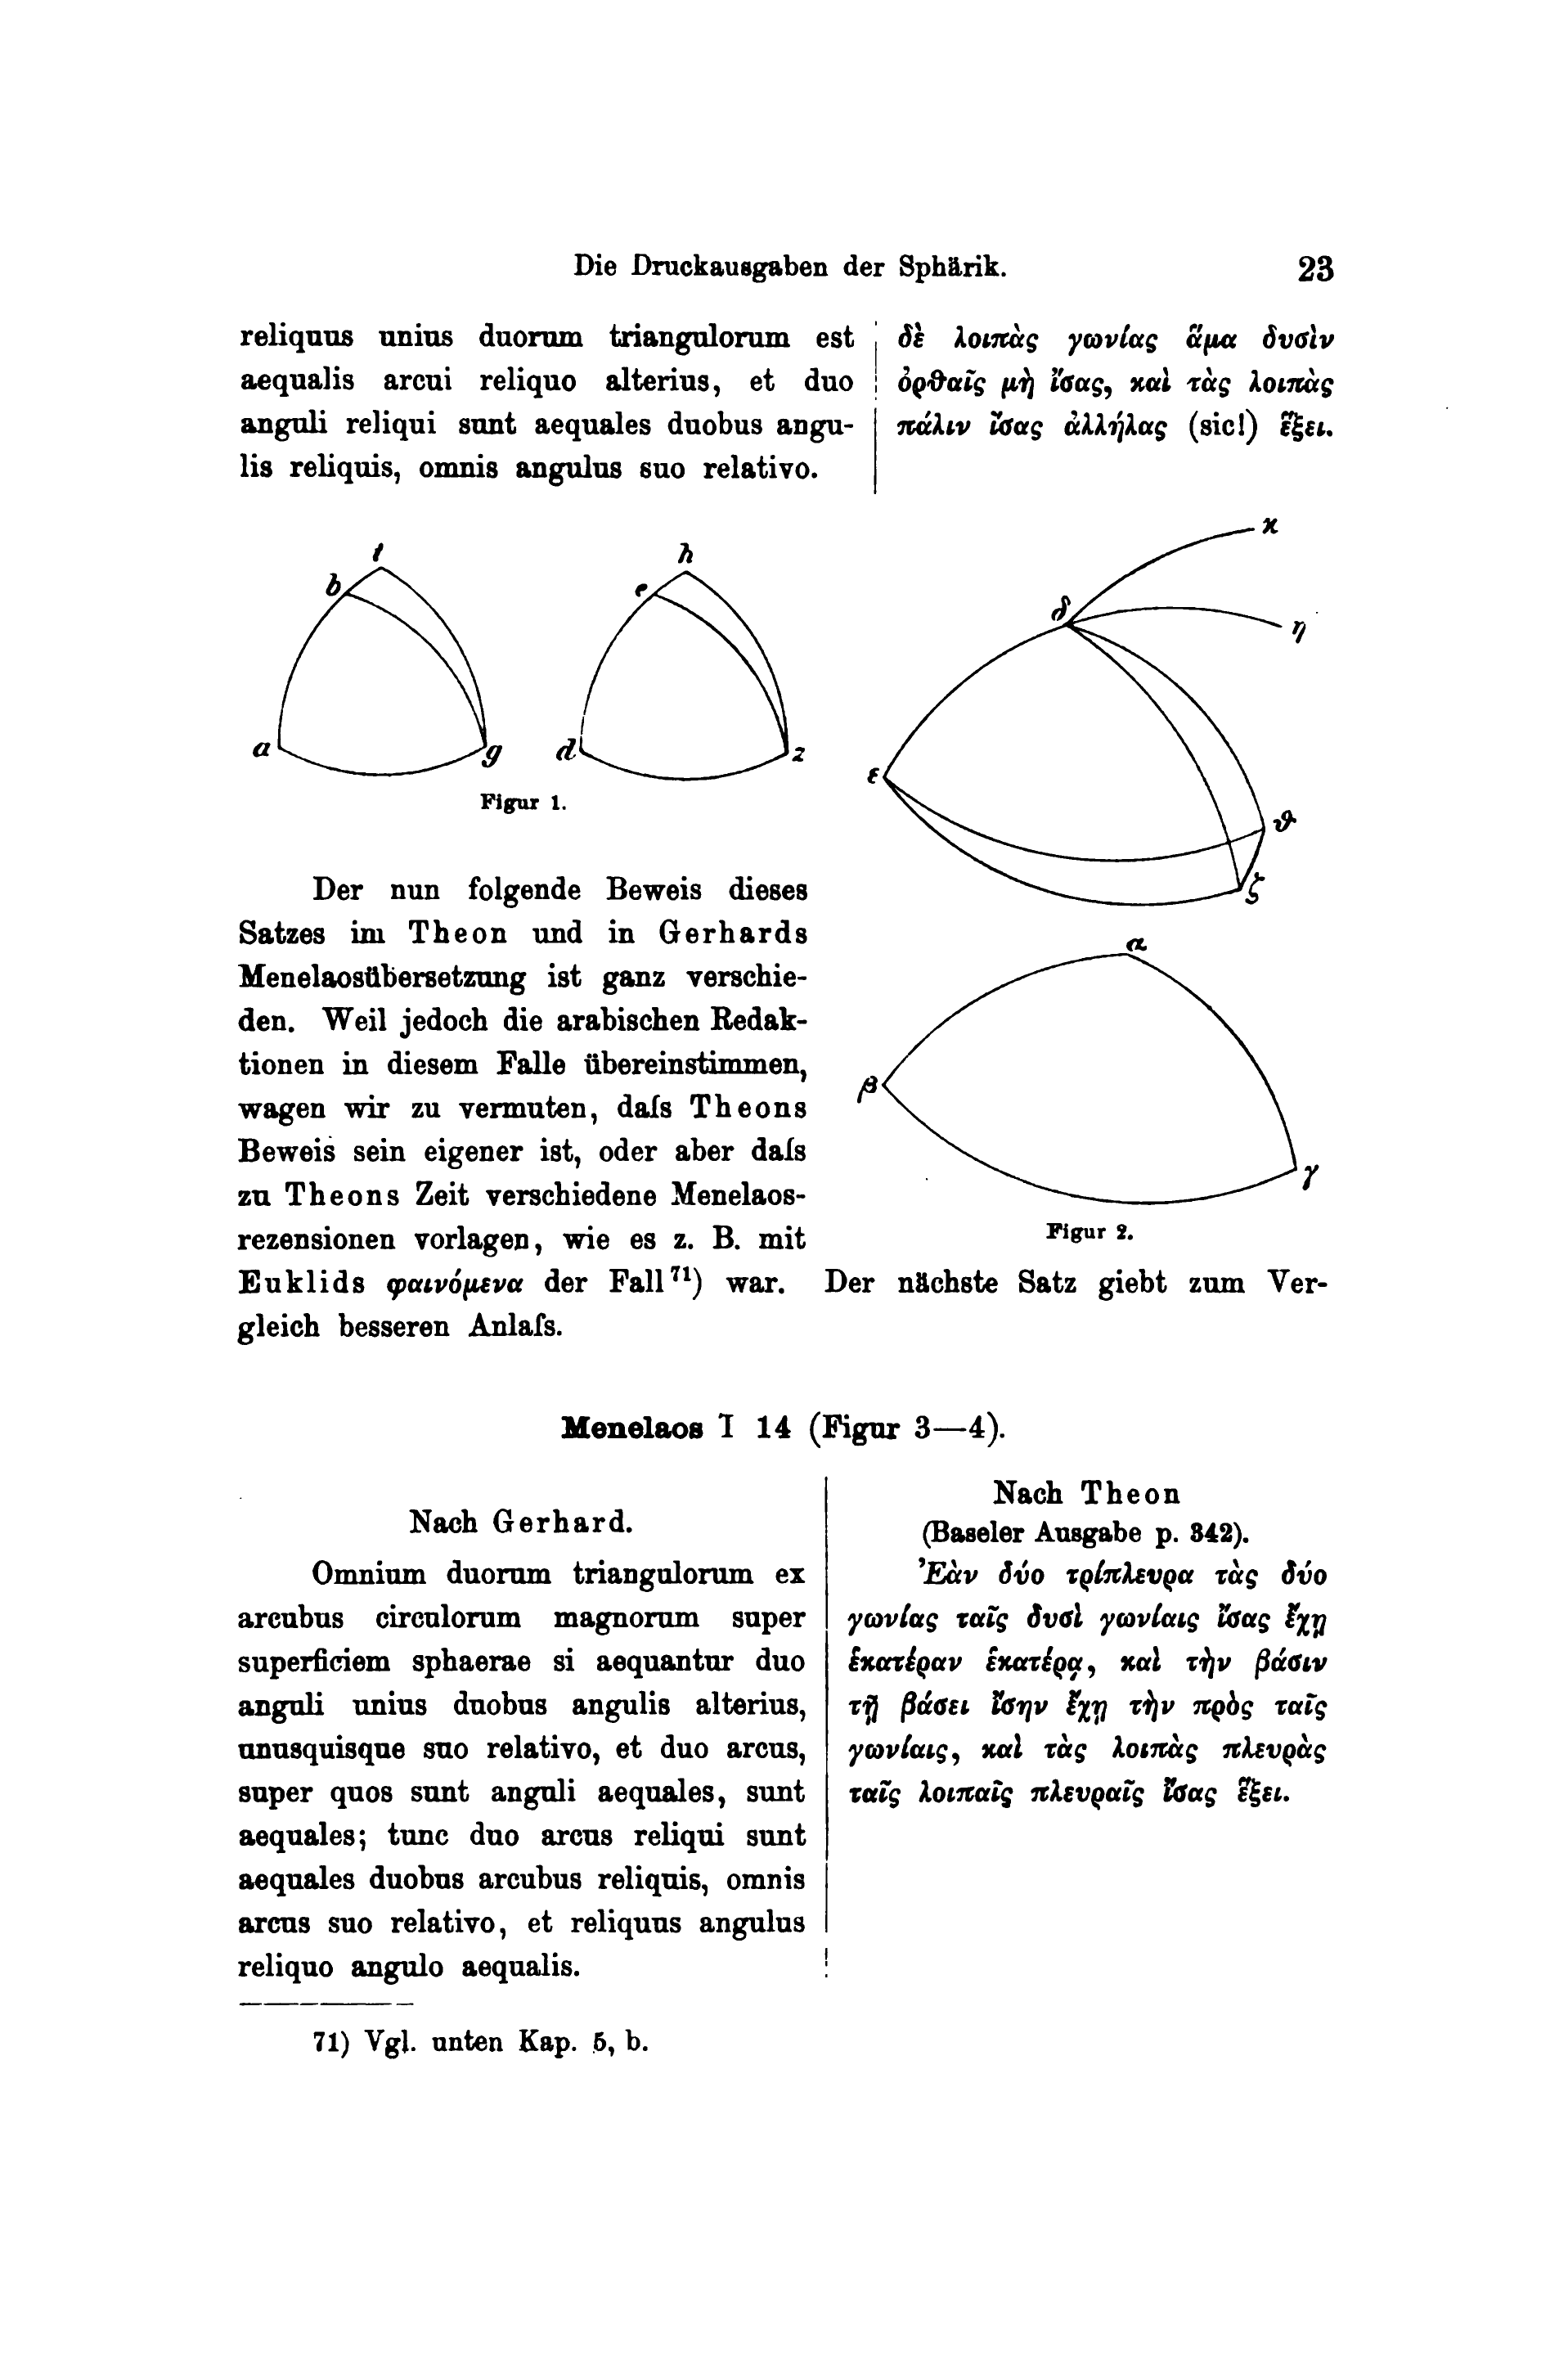 Die Druckausgaben der Sphärik. 23
reliquus unius duorum triangulorum est
aequalis arcui reliquo alterius, et duo
anguli reliqui sunt aequales duobus angu-
lis reliquis, omnis angulus suo relativo.
δὲ λοιπὰς γωνίας ἅμα δυσὶν
ὀρθαῖς μὴ ἴσας, καὶ τὰς λοιπὰς
πάλιν ἴσας ἀλλήλας (sic!) ἕξει.
t
b
a
g
h
e
d
z
Figur 1.
κ
δ
η
ε
ϑ
ζ
α
β
γ
Figur 2.
Der nun folgende Beweis dieses
Satzes im Theon und in Gerhards
Menelaosübersetzung ist ganz verschie-
den. Weil jedoch die arabischen Redak-
tionen in diesem Falle übereinstimmen,
wagen wir zu vermuten, daſs Theons
Beweis sein eigener ist, oder aber daſs
zu Theons Zeit verschiedene Menelaos-
rezensionen vorlagen, wie es z. B. mit
Euklids φαινόμενα der Fall⁷¹) war. Der nächste Satz giebt zum Ver-
gleich besseren Anlaſs.
Menelaos I 14 (Figur 3—4).
Nach Gerhard.
Omnium duorum triangulorum ex
arcubus circulorum magnorum super
superficiem sphaerae si aequantur duo
anguli unius duobus angulis alterius,
unusquisque suo relativo, et duo arcus,
super quos sunt anguli aequales, sunt
aequales; tunc duo arcus reliqui sunt
aequales duobus arcubus reliquis, omnis
arcus suo relativo, et reliquus angulus
reliquo angulo aequalis.
Nach Theon
(Baseler Ausgabe p. 342).
Ἐὰν δύο τρίπλευρα τὰς δύο
γωνίας ταῖς δυσὶ γωνίαις ἴσας ἔχῃ
ἑκατέραν ἑκατέρᾳ, καὶ τὴν βάσιν
τῇ βάσει ἴσην ἔχῃ τὴν πρὸς ταῖς
γωνίαις, καὶ τὰς λοιπὰς πλευρὰς
ταῖς λοιπαῖς πλευραῖς ἴσας ἕξει.
71) Vgl. unten Kap. 5, b.